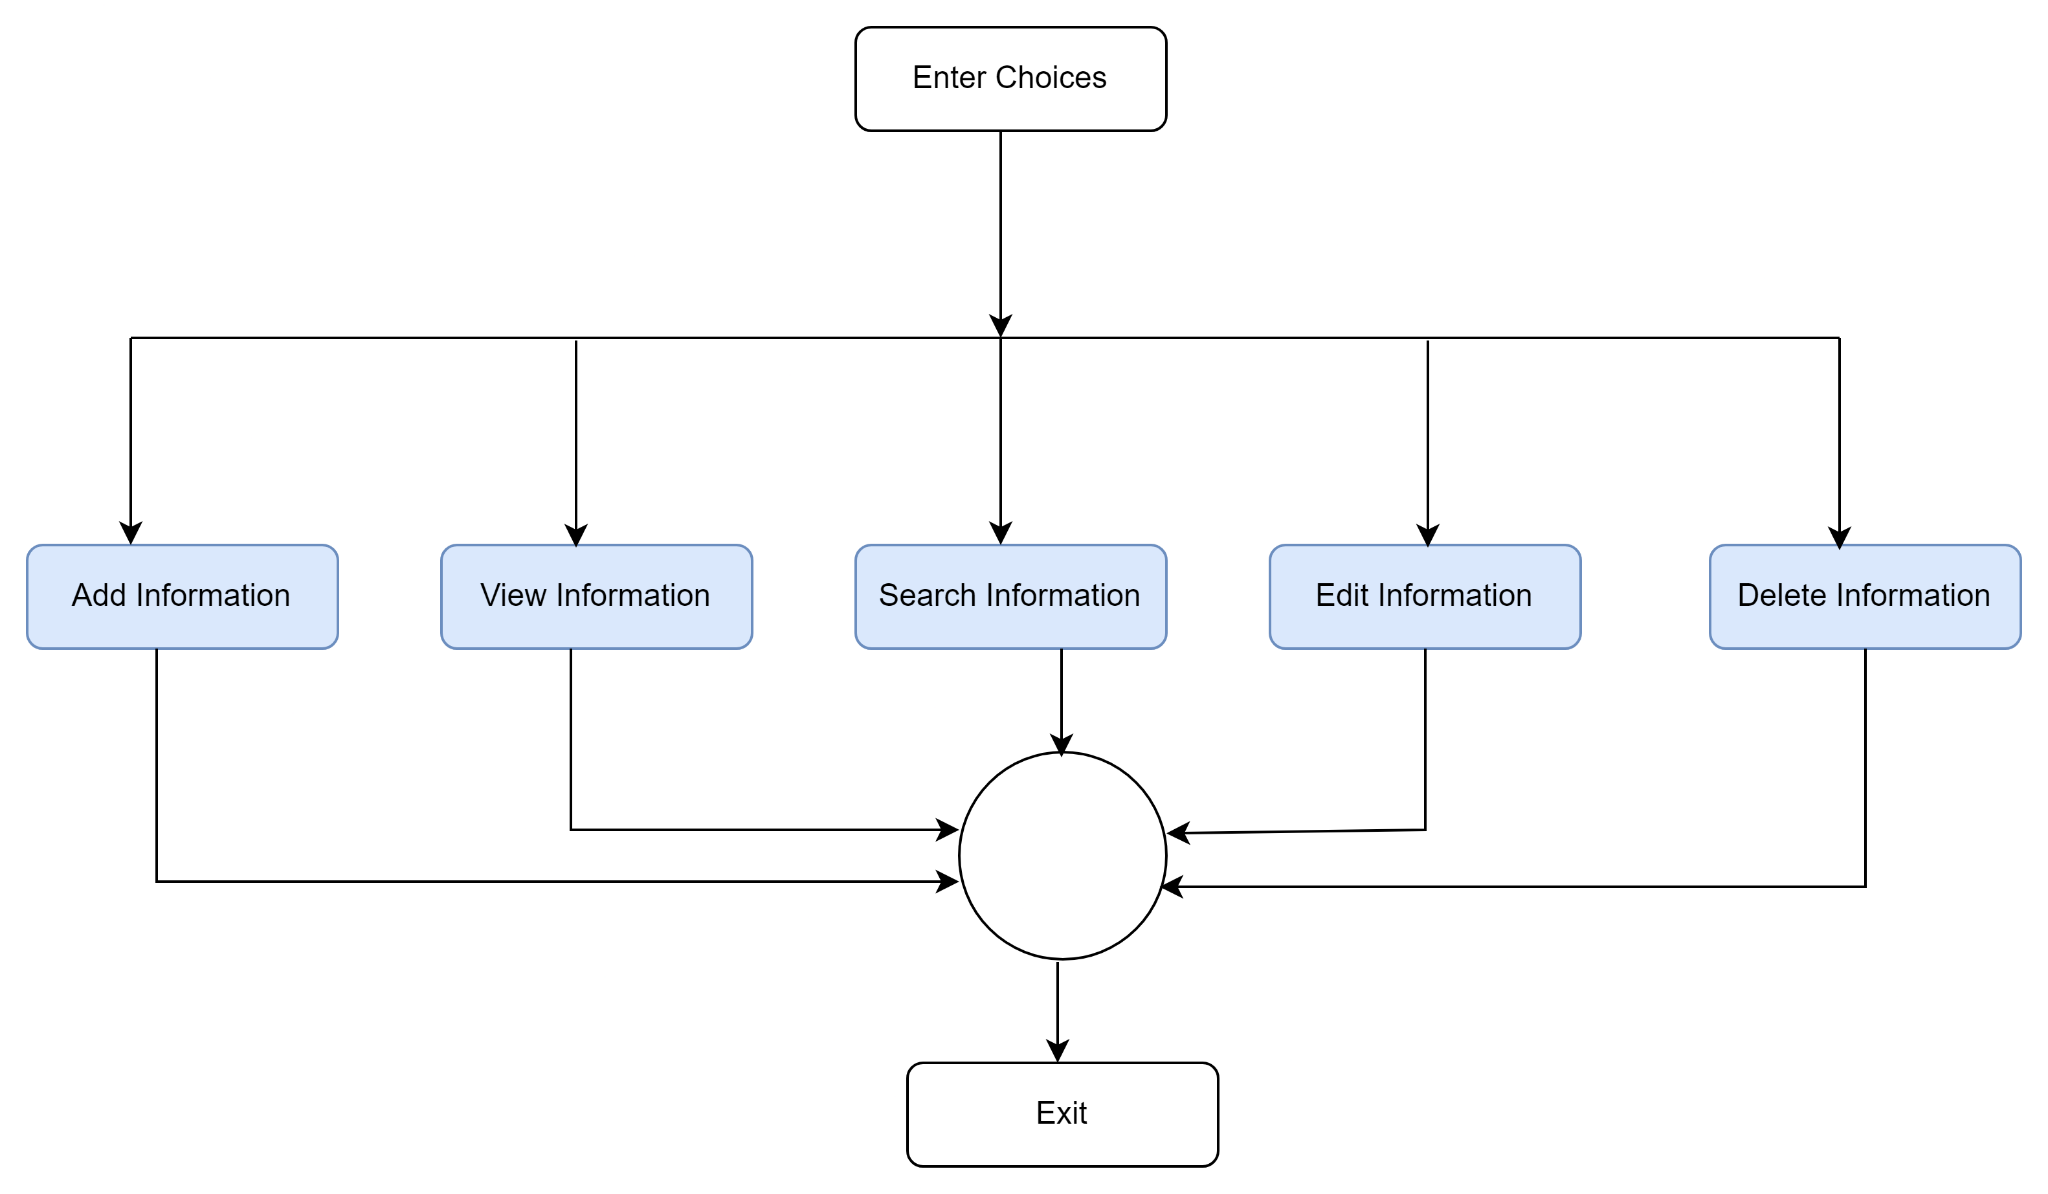 Enter Choices
Add Information
View Information
Search Information
Edit Information
Delete Information
Exit